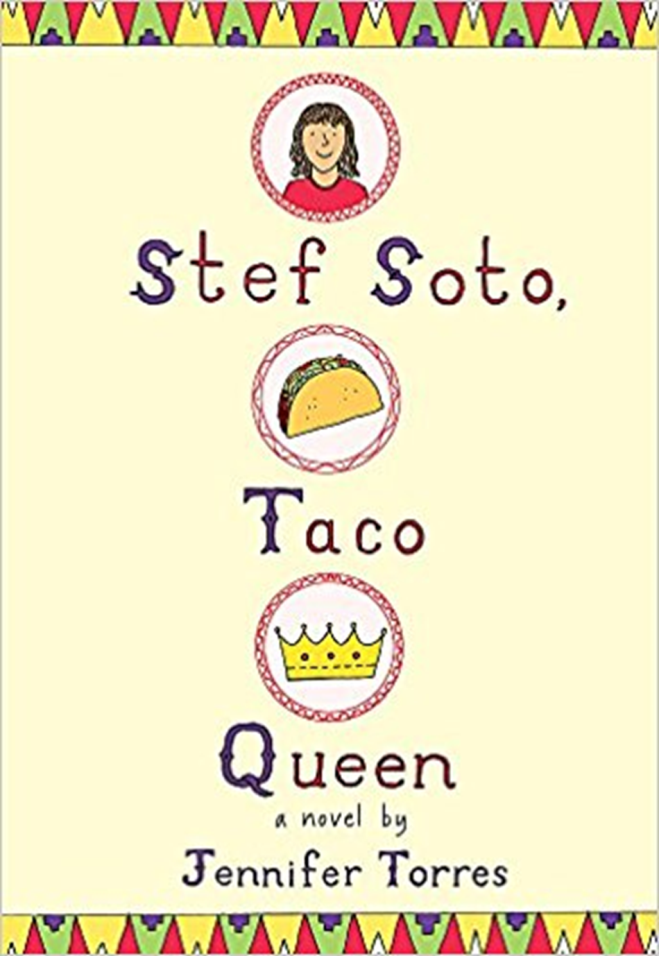 Stef Soto,
Taco
Queen
a novel by
Jennifer Torres